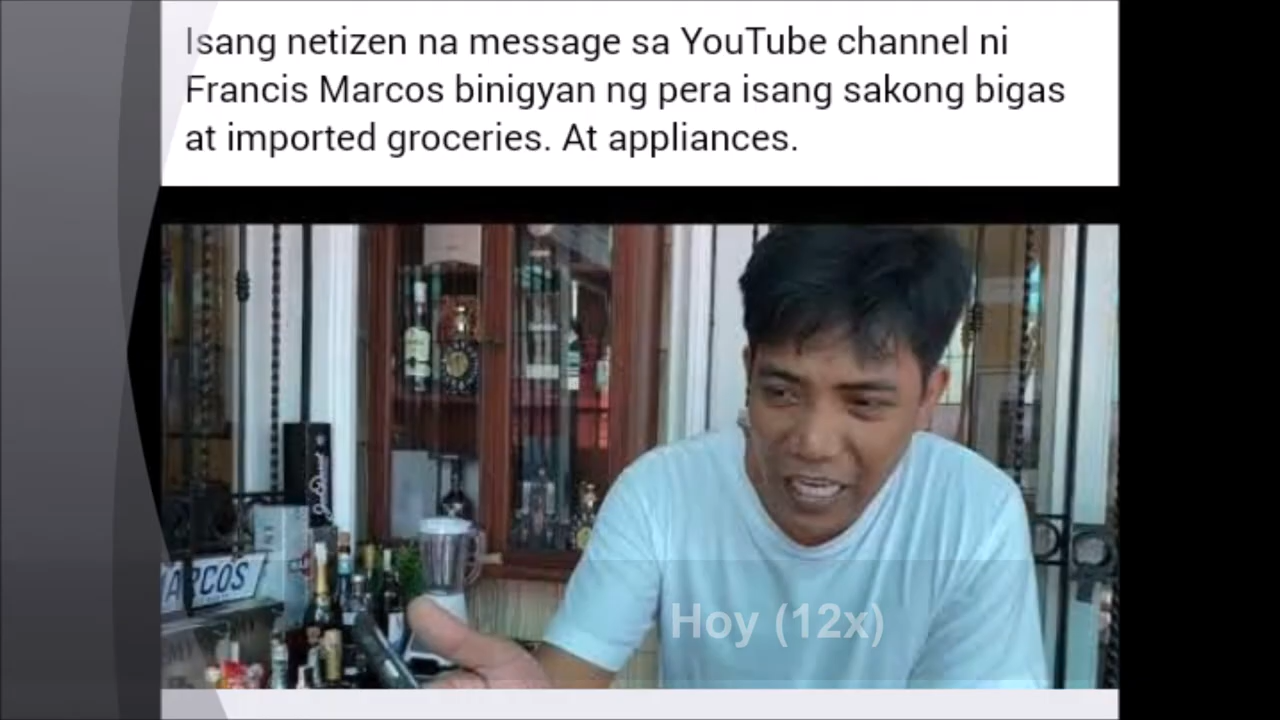 Isang netizen na message sa YouTube channel ni
Francis Marcos binigyan ng pera isang sakong bigas
at imported groceries. At appliances.
ARCOS
Hoy (12x)